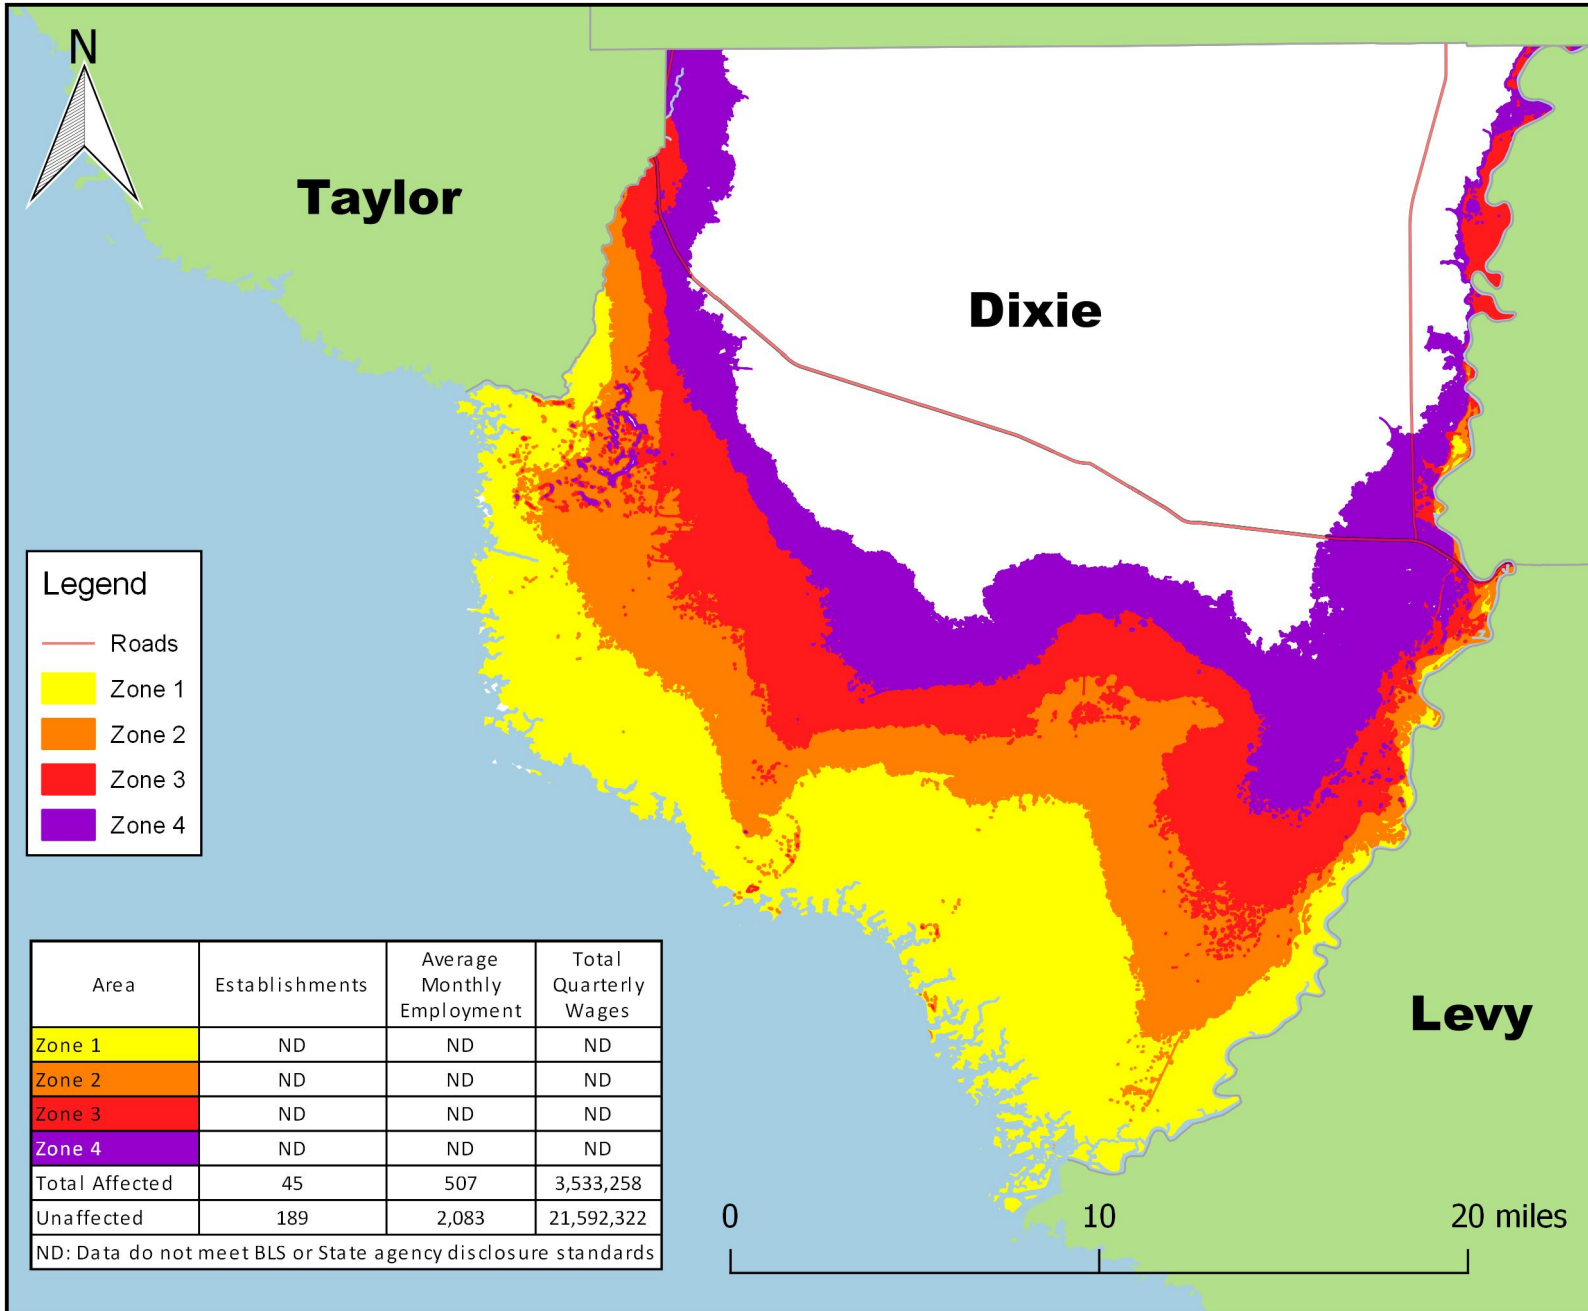 N
Taylor
Dixie
Levy
Legend
Roads
Zone 1
Zone 2
Zone 3
Zone 4
Area Establishments Average Monthly Employment Total Quarterly Wages
Zone 1 ND ND ND
Zone 2 ND ND ND
Zone 3 ND ND ND
Zone 4 ND ND ND
Total Affected 45 507 3,533,258
Unaffected 189 2,083 21,592,322
ND: Data do not meet BLS or State agency disclosure standards
0 10 20 miles